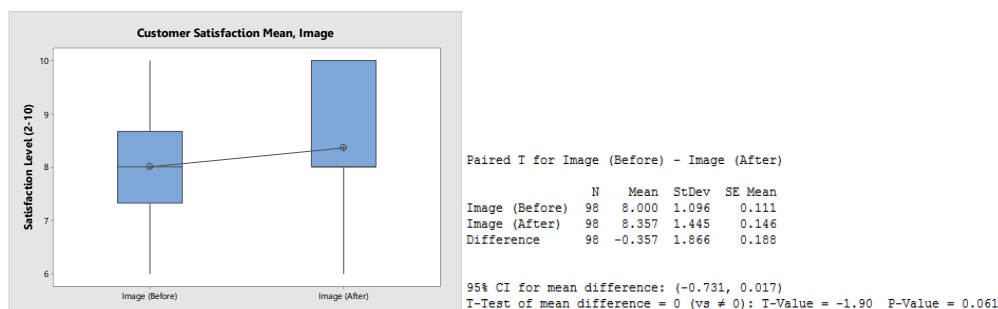 Customer Satisfaction Mean, Image
Satisfaction Level (2-10)
10
9
8
7
6
Image (Before)
Image (After)
Paired T for Image (Before) - Image (After)
N Mean StDev SE Mean
Image (Before) 98 8.000 1.096 0.111
Image (After) 98 8.357 1.445 0.146
Difference 98 -0.357 1.866 0.188
95% CI for mean difference: (-0.731, 0.017)
T-Test of mean difference = 0 (vs ≠ 0): T-Value = -1.90 P-Value = 0.061